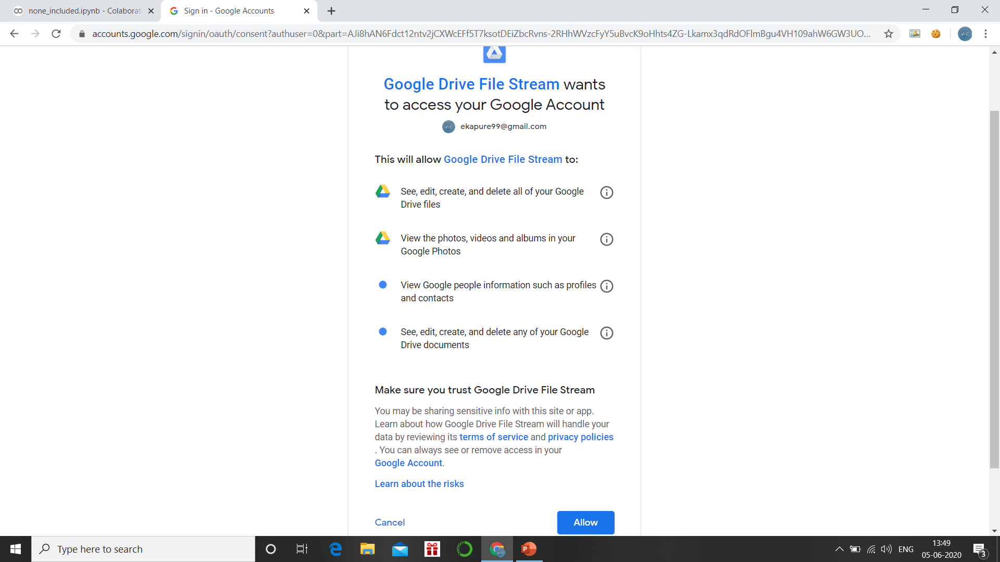 none_included.ipynb - Colaborat
Sign in - Google Accounts
accounts.google.com/signin/oauth/consent?authuser=0&part=AJi8hAN6Fdct12ntv2jCXWcEFf5T7ksotDEiZbcRvns-2RHhWVzcFyY5uBvcK9oHhts4ZG-Lkamx3qdRdOFlmBgu4VH109ahW6GW3UO...
Google Drive File Stream wants
to access your Google Account
ekapure99@gmail.com
This will allow Google Drive File Stream to:
See, edit, create, and delete all of your Google
Drive files
View the photos, videos and albums in your
Google Photos
View Google people information such as profiles
and contacts
See, edit, create, and delete any of your Google
Drive documents
Make sure you trust Google Drive File Stream
You may be sharing sensitive info with this site or app.
Learn about how Google Drive File Stream will handle your
data by reviewing its terms of service and privacy policies
. You can always see or remove access in your
Google Account.
Learn about the risks
Cancel
Allow
Type here to search
ENG
13:49
05-06-2020
3